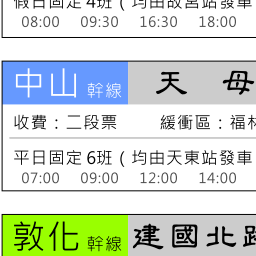 假日固定 4班 ( 均由故宮站發車
08:00 09:30 16:30 18:00
中山 幹線 天 母
收費：二段票 緩衝區：福林
平日固定 6班 ( 均由天東站發車
07:00 09:00 12:00 14:00
敦化 幹線 建國北路